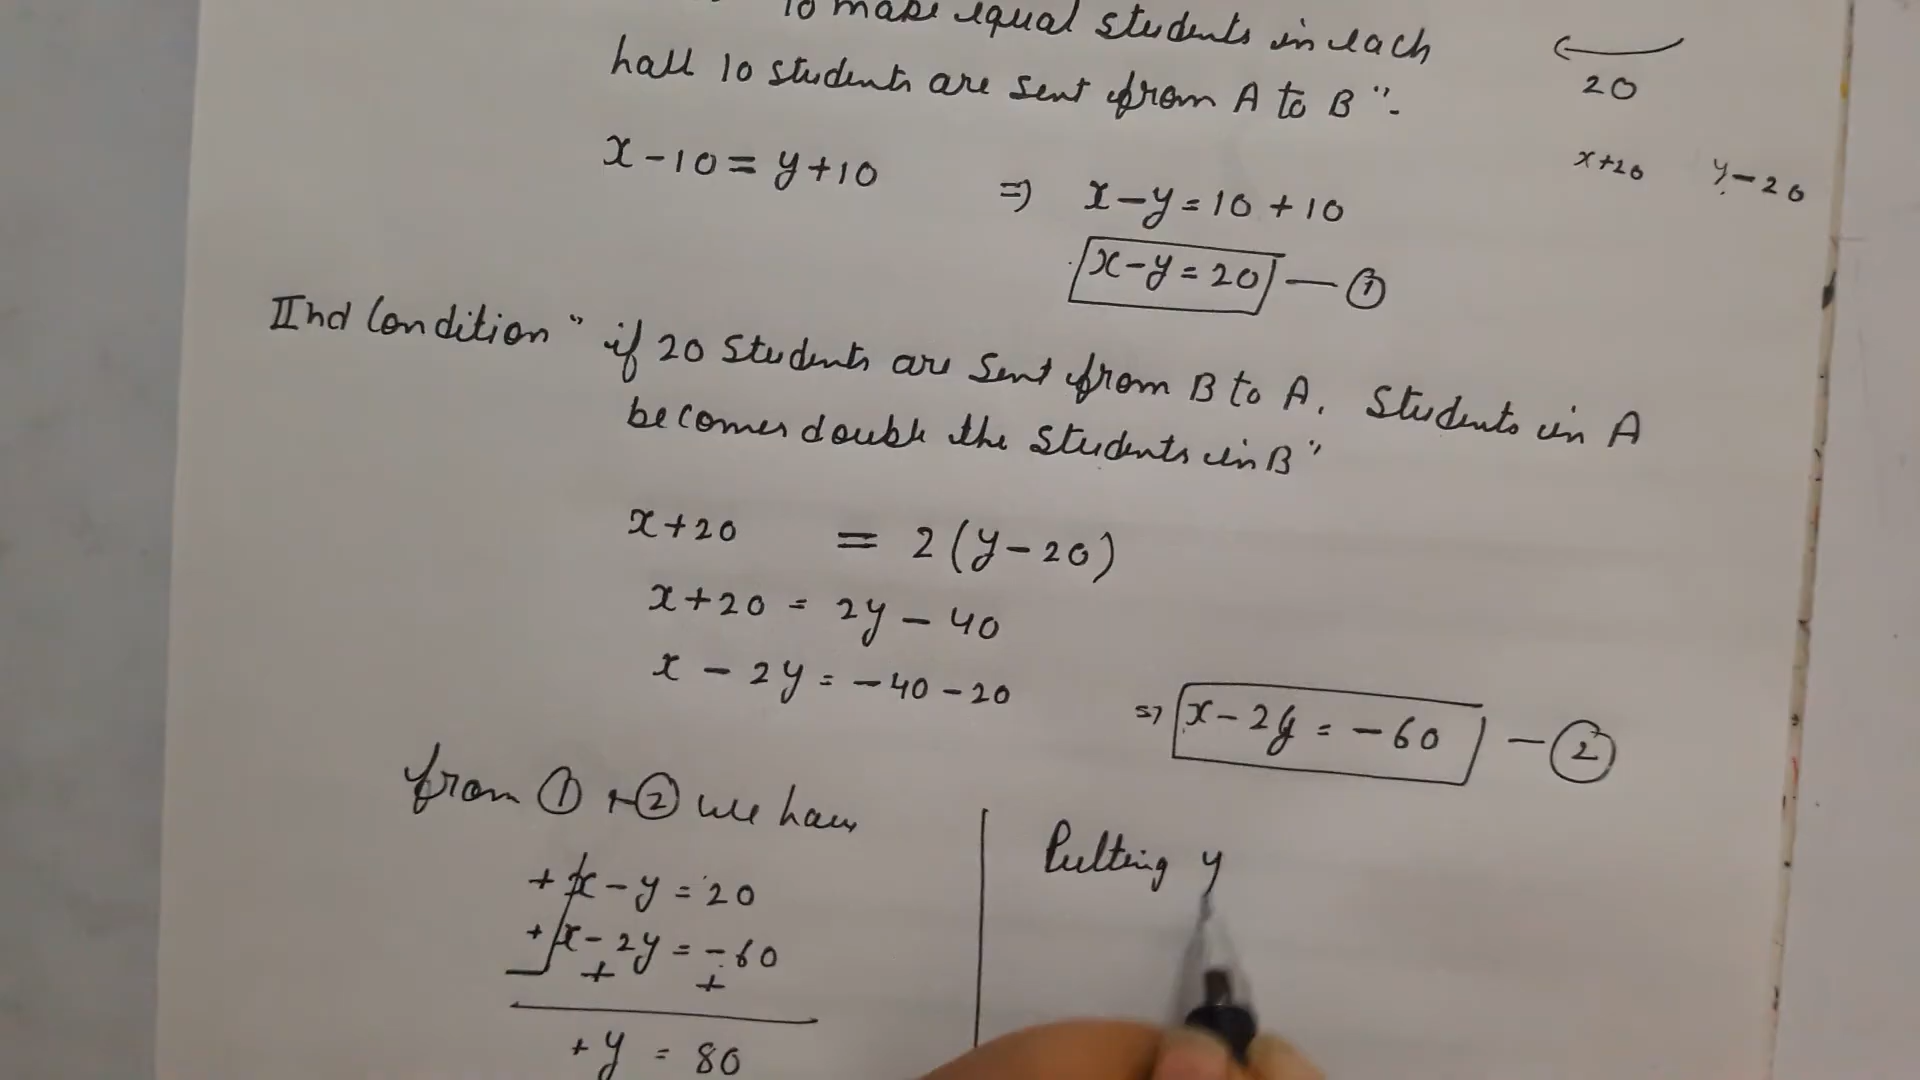 To make equal students in each
hall 10 students are sent from A to B".
20
x+20 y-20
x-10=y+10 => x-y=10+10
x-y=20 — ①
IInd Condition "if 20 Students are sent from B to A. Students in A
becomes double the students in B"
x+20 = 2(y-20)
x+20 = 2y-40
x-2y=-40-20 => x-2y=-60 — ②
from ① + ② we have
+x-y=20
+x-2y=-60
+ +
+y = 80
Putting y